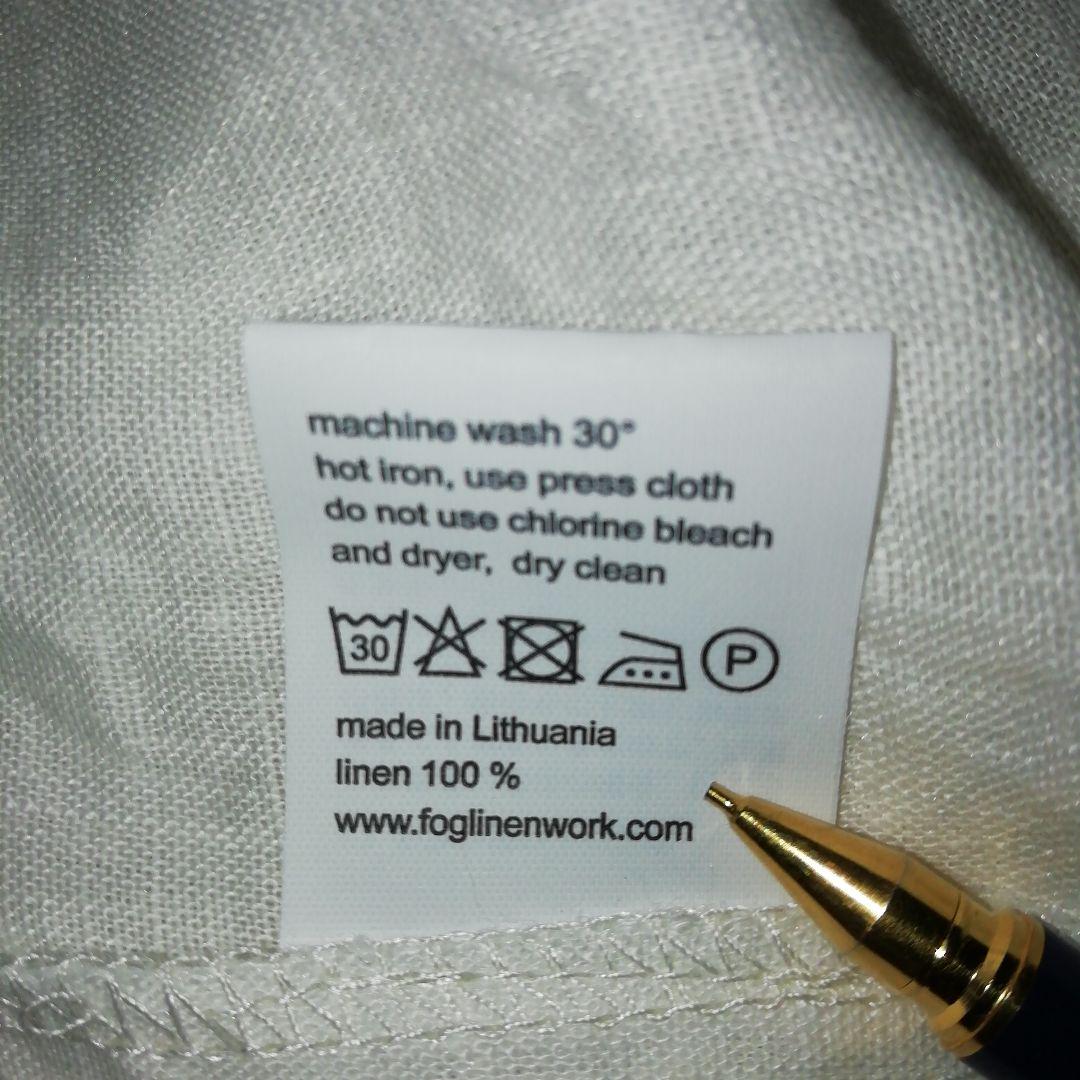 machine wash 30°
hot iron, use press cloth
do not use chlorine bleach
and dryer, dry clean
30 P
made in Lithuania
linen 100 %
www.foglinenwork.com